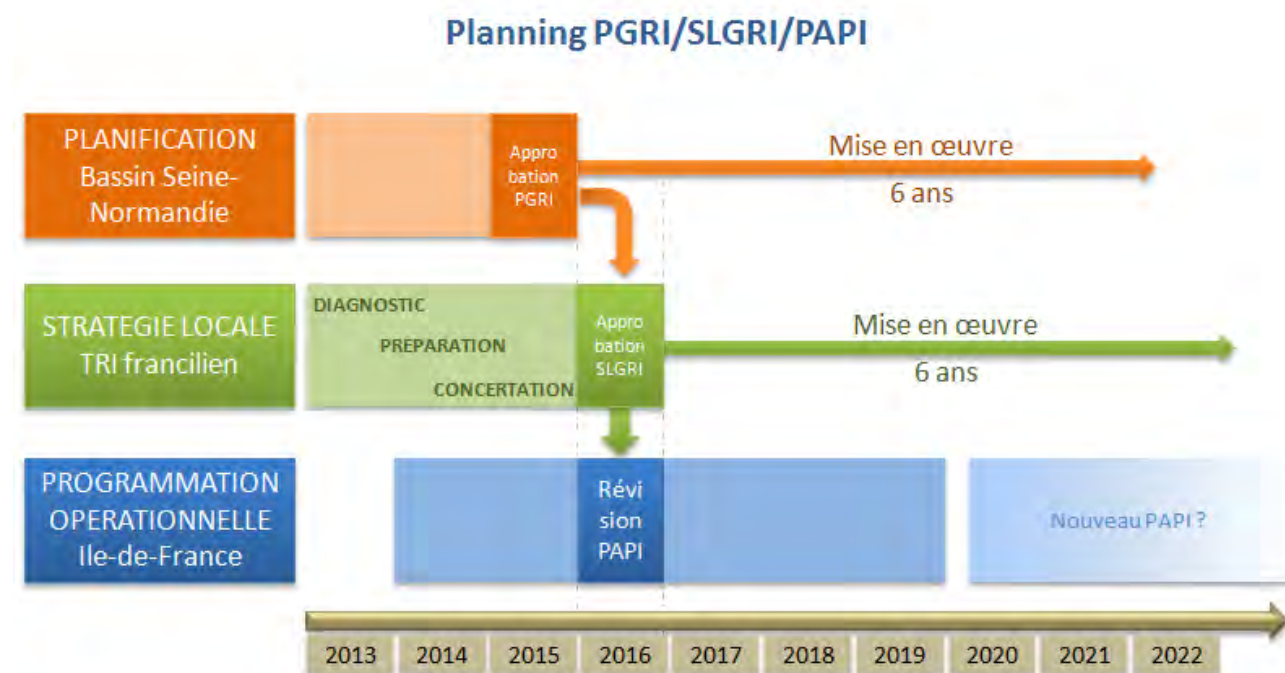 Planning PGRI/SLGRI/PAPI
PLANIFICATION
Bassin Seine-
Normandie
Appro
bation
PGRI
Mise en œuvre
6 ans
STRATEGIE LOCALE
TRI francilien
DIAGNOSTIC
PRÉPARATION
CONCERTATION
Appro
bation
SLGRI
Mise en œuvre
6 ans
PROGRAMMATION
OPERATIONNELLE
Ile-de-France
Révi
sion
PAPI
Nouveau PAPI ?
2013 2014 2015 2016 2017 2018 2019 2020 2021 2022